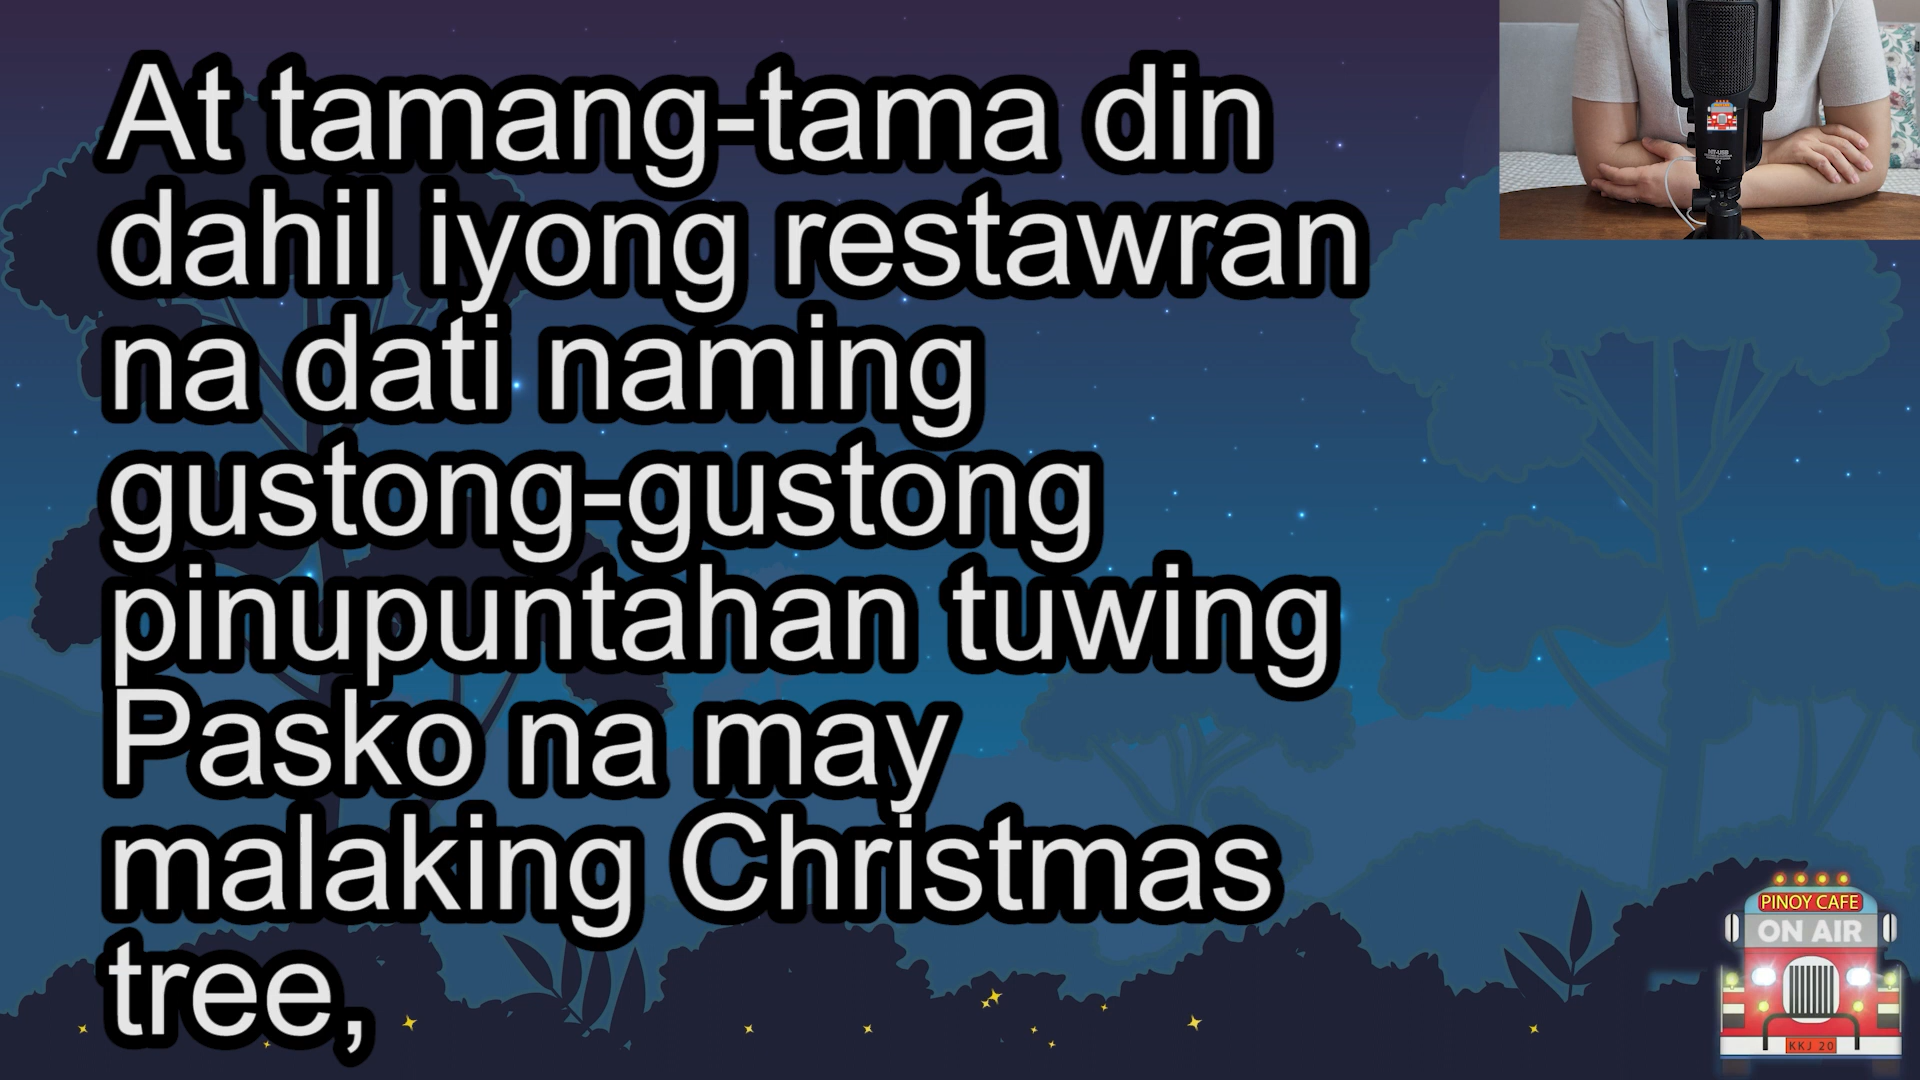 At tamang-tama din
dahil iyong restawran
na dati naming
gustong-gustong
pinupuntahan tuwing
Pasko na may
malaking Christmas
tree,
PINOY CAFE
ON AIR
KKJ 20